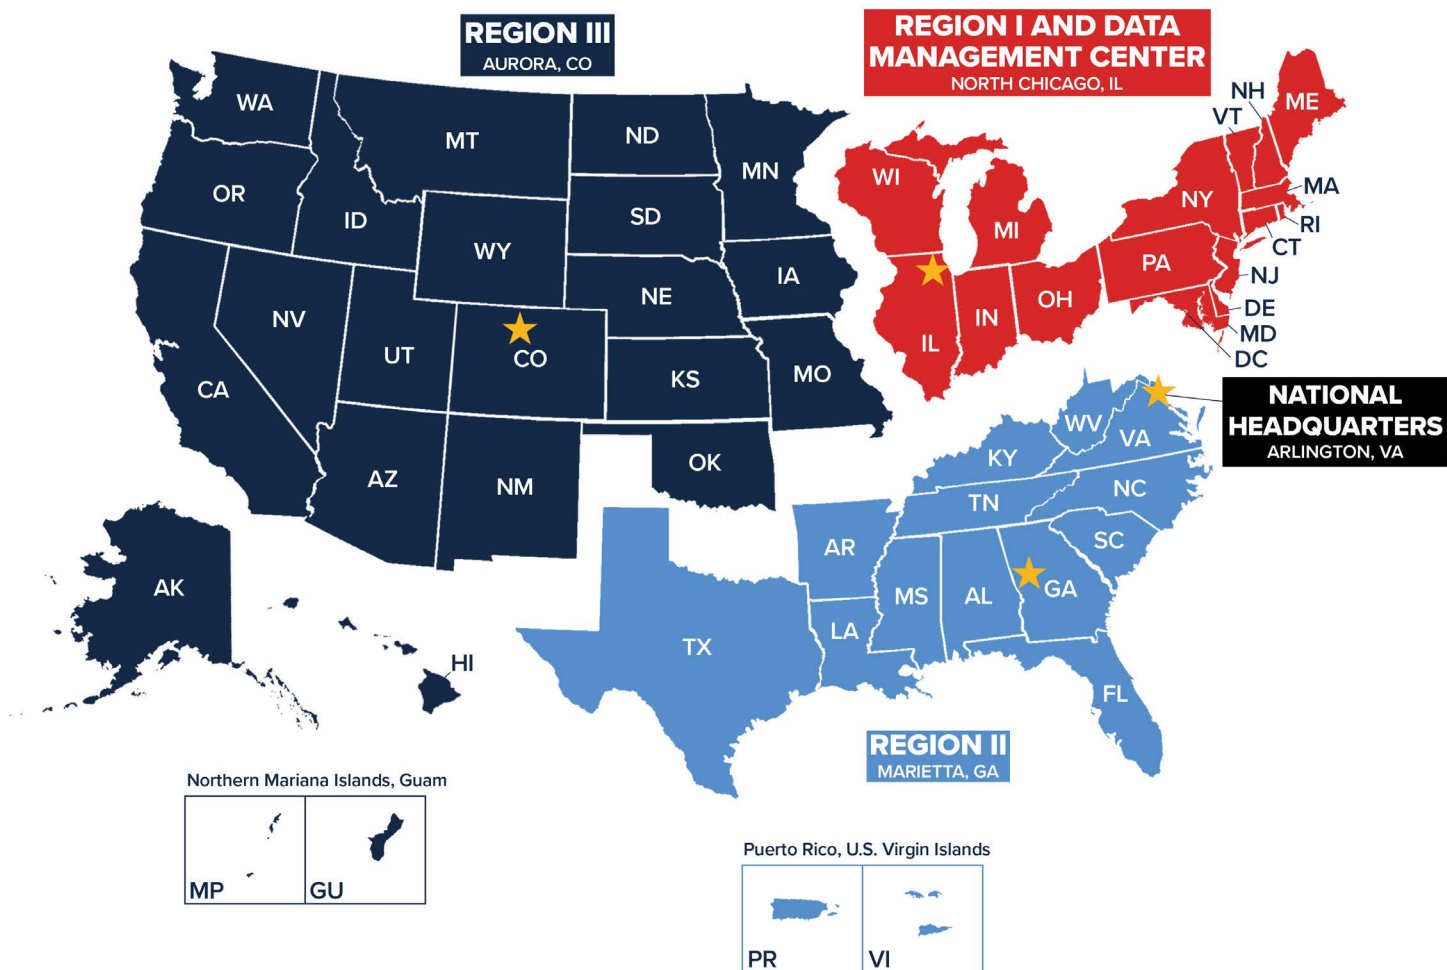 REGION III
AURORA, CO
REGION I AND DATA
MANAGEMENT CENTER
NORTH CHICAGO, IL
WA
MT
ND
MN
OR
ID
SD
WY
WI
MI
NH
VT
ME
NY
MA
RI
CT
PA
NJ
DE
MD
DC
IA
NE
NV
UT
CO
CA
KS
MO
IL
IN
OH
NATIONAL
HEADQUARTERS
ARLINGTON, VA
WV
VA
KY
AZ
NM
OK
TN
NC
SC
AR
MS
AL
GA
LA
TX
FL
AK
HI
REGION II
MARIETTA, GA
Northern Mariana Islands, Guam
MP
GU
Puerto Rico, U.S. Virgin Islands
PR
VI